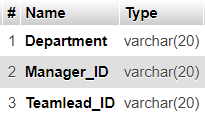 # Name Type
1 Department varchar(20)
2 Manager_ID varchar(20)
3 Teamlead_ID varchar(20)